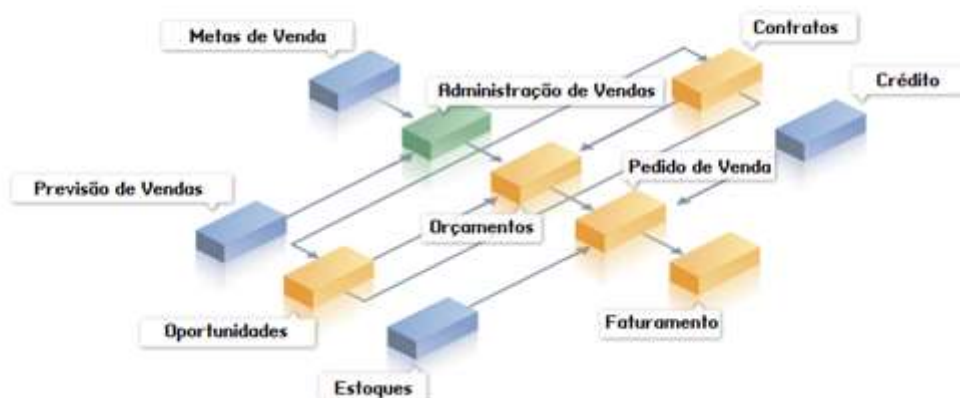 Metas de Venda
Contratos
Administração de Vendas
Crédito
Previsão de Vendas
Pedido de Venda
Orçamentos
Oportunidades
Faturamento
Estoques